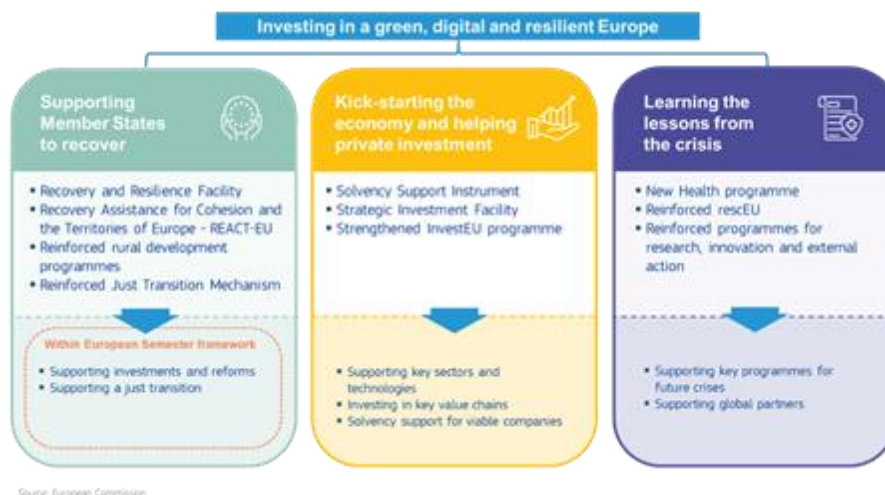 Investing in a green, digital and resilient Europe
Supporting
Member States
to recover
▪ Recovery and Resilience Facility
▪ Recovery Assistance for Cohesion and
the Territories of Europe - REACT-EU
▪ Reinforced rural development
programmes
▪ Reinforced Just Transition Mechanism
Within European Semester framework
▪ Supporting investments and reforms
▪ Supporting a just transition
Kick-starting the
economy and helping
private investment
▪ Solvency Support Instrument
▪ Strategic Investment Facility
▪ Strengthened InvestEU programme
▪ Supporting key sectors and
technologies
▪ Investing in key value chains
▪ Solvency support for viable companies
Learning the
lessons from
the crisis
▪ New Health programme
▪ Reinforced rescEU
▪ Reinforced programmes for
research, innovation and external
action
▪ Supporting key programmes for
future crises
▪ Supporting global partners
Source: European Commission